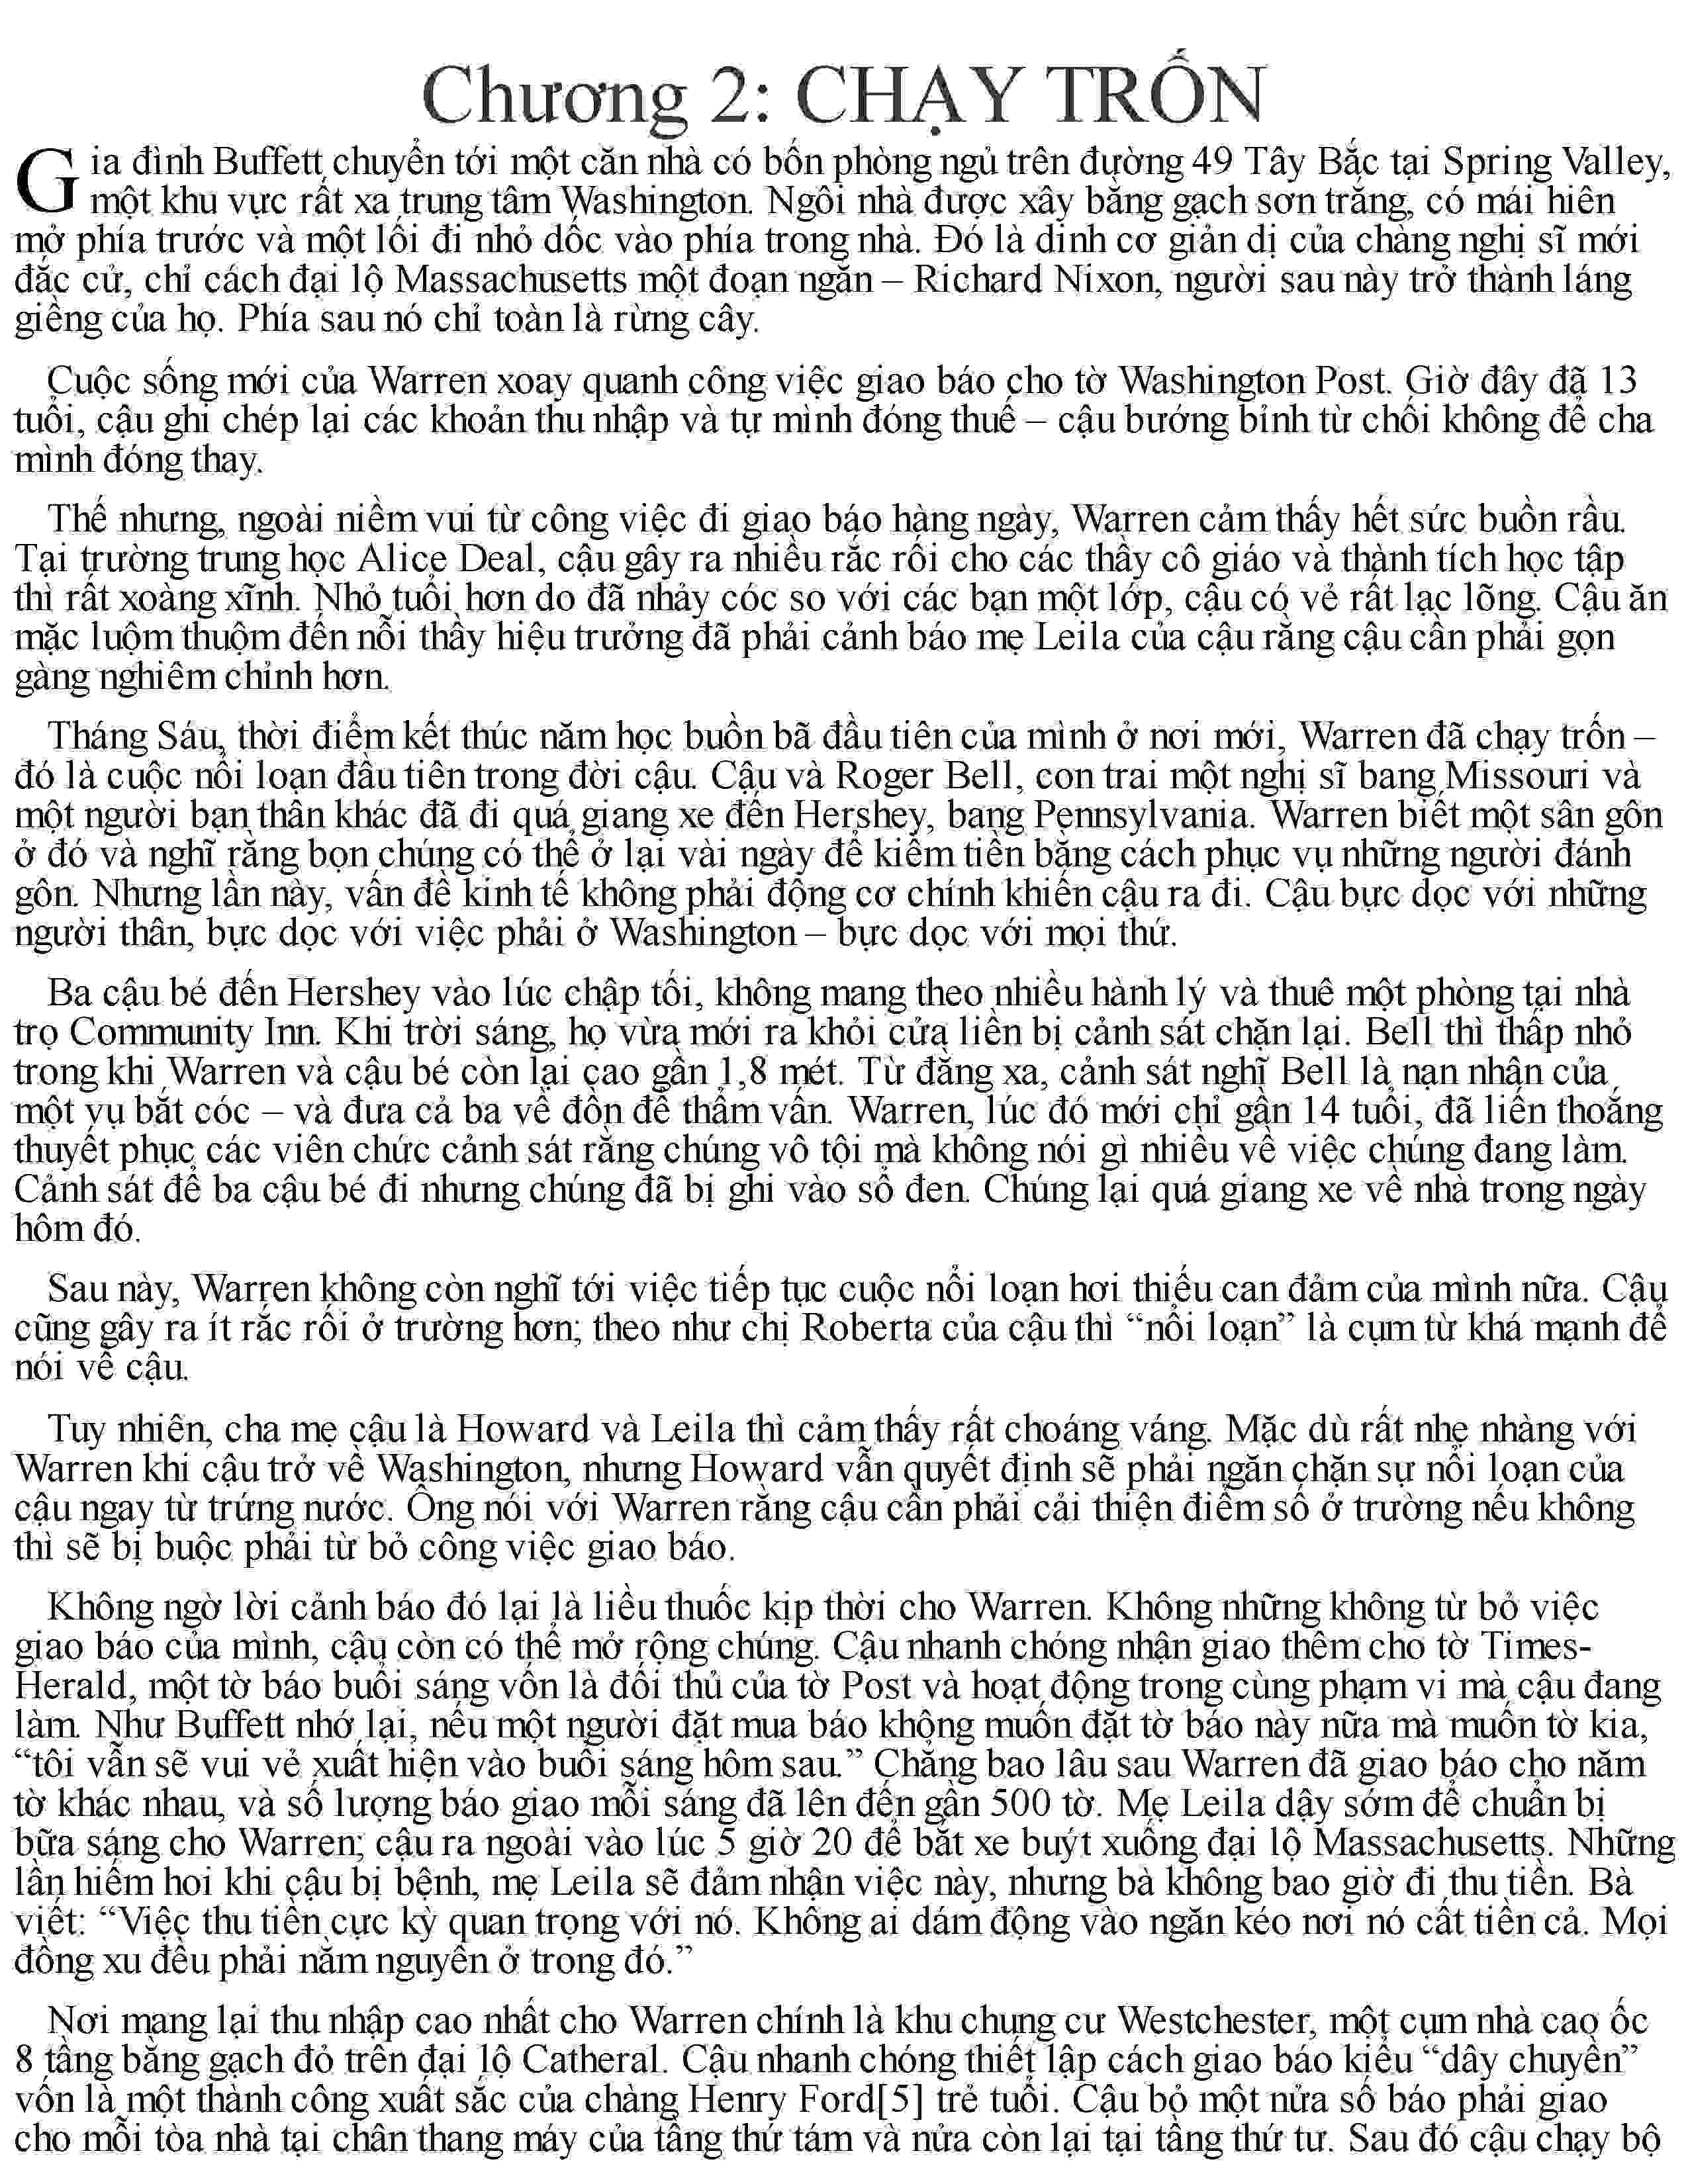 Chương 2: CHẠY TRỐN
Gia đình Buffett chuyển tới một căn nhà có bốn phòng ngủ trên đường 49 Tây Bắc tại Spring Valley,
một khu vực rất xa trung tâm Washington. Ngôi nhà được xây bằng gạch sơn trắng, có mái hiên
mở phía trước và một lối đi nhỏ dốc vào phía trong nhà. Đó là dinh cơ giản dị của chàng nghị sĩ mới
đắc cử, chỉ cách đại lộ Massachusetts một đoạn ngắn – Richard Nixon, người sau này trở thành láng
giềng của họ. Phía sau nó chỉ toàn là rừng cây.
Cuộc sống mới của Warren xoay quanh công việc giao báo cho tờ Washington Post. Giờ đây đã 13
tuổi, cậu ghi chép lại các khoản thu nhập và tự mình đóng thuế – cậu bướng bỉnh từ chối không để cha
mình đóng thay.
Thế nhưng, ngoài niềm vui từ công việc đi giao báo hàng ngày, Warren cảm thấy hết sức buồn rầu.
Tại trường trung học Alice Deal, cậu gây ra nhiều rắc rối cho các thầy cô giáo và thành tích học tập
thì rất xoàng xĩnh. Nhỏ tuổi hơn do đã nhảy cóc so với các bạn một lớp, cậu có vẻ rất lạc lõng. Cậu ăn
mặc luộm thuộm đến nỗi thầy hiệu trưởng đã phải cảnh báo mẹ Leila của cậu rằng cậu cần phải gọn
gàng nghiêm chỉnh hơn.
Tháng Sáu, thời điểm kết thúc năm học buồn bã đầu tiên của mình ở nơi mới, Warren đã chạy trốn –
đó là cuộc nổi loạn đầu tiên trong đời cậu. Cậu và Roger Bell, con trai một nghị sĩ bang Missouri và
một người bạn thân khác đã đi quá giang xe đến Hershey, bang Pennsylvania. Warren biết một sân gôn
ở đó và nghĩ rằng bọn chúng có thể ở lại vài ngày để kiếm tiền bằng cách phục vụ những người đánh
gôn. Nhưng lần này, vấn đề kinh tế không phải động cơ chính khiến cậu ra đi. Cậu bực dọc với những
người thân, bực dọc với việc phải ở Washington – bực dọc với mọi thứ.
Ba cậu bé đến Hershey vào lúc chập tối, không mang theo nhiều hành lý và thuê một phòng tại nhà
trọ Community Inn. Khi trời sáng, họ vừa mới ra khỏi cửa liền bị cảnh sát chặn lại. Bell thì thấp nhỏ
trong khi Warren và cậu bé còn lại cao gần 1,8 mét. Từ đằng xa, cảnh sát nghĩ Bell là nạn nhân của
một vụ bắt cóc – và đưa cả ba về đồn để thẩm vấn. Warren, lúc đó mới chỉ gần 14 tuổi, đã liến thoắng
thuyết phục các viên chức cảnh sát rằng chúng vô tội mà không nói gì nhiều về việc chúng đang làm.
Cảnh sát để ba cậu bé đi nhưng chúng đã bị ghi vào sổ đen. Chúng lại quá giang xe về nhà trong ngày
hôm đó.
Sau này, Warren không còn nghĩ tới việc tiếp tục cuộc nổi loạn hơi thiếu can đảm của mình nữa. Cậu
cũng gây ra ít rắc rối ở trường hơn; theo như chị Roberta của cậu thì “nổi loạn” là cụm từ khá mạnh để
nói về cậu.
Tuy nhiên, cha mẹ cậu là Howard và Leila thì cảm thấy rất choáng váng. Mặc dù rất nhẹ nhàng với
Warren khi cậu trở về Washington, nhưng Howard vẫn quyết định sẽ phải ngăn chặn sự nổi loạn của
cậu ngay từ trứng nước. Ông nói với Warren rằng cậu cần phải cải thiện điểm số ở trường nếu không
thì sẽ bị buộc phải từ bỏ công việc giao báo.
Không ngờ lời cảnh báo đó lại là liều thuốc kịp thời cho Warren. Không những không từ bỏ việc
giao báo của mình, cậu còn có thể mở rộng chúng. Cậu nhanh chóng nhận giao thêm cho tờ Times-
Herald, một tờ báo buổi sáng vốn là đối thủ của tờ Post và hoạt động trong cùng phạm vi mà cậu đang
làm. Như Buffett nhớ lại, nếu một người đặt mua báo không muốn đặt tờ báo này nữa mà muốn tờ kia,
“tôi vẫn sẽ vui vẻ xuất hiện vào buổi sáng hôm sau.” Chẳng bao lâu sau Warren đã giao báo cho năm
tờ khác nhau, và số lượng báo giao mỗi sáng đã lên đến gần 500 tờ. Mẹ Leila dậy sớm để chuẩn bị
bữa sáng cho Warren; cậu ra ngoài vào lúc 5 giờ 20 để bắt xe buýt xuống đại lộ Massachusetts. Những
lần hiếm hoi khi cậu bị bệnh, mẹ Leila sẽ đảm nhận việc này, nhưng bà không bao giờ đi thu tiền. Bà
viết: “Việc thu tiền cực kỳ quan trọng với nó. Không ai dám động vào ngăn kéo nơi nó cất tiền cả. Mọi
đồng xu đều phải nằm nguyên ở trong đó.”
Nơi mang lại thu nhập cao nhất cho Warren chính là khu chung cư Westchester, một cụm nhà cao ốc
8 tầng bằng gạch đỏ trên đại lộ Catheral. Cậu nhanh chóng thiết lập cách giao báo kiểu “dây chuyền”
vốn là một thành công xuất sắc của chàng Henry Ford[5] trẻ tuổi. Cậu bỏ một nửa số báo phải giao
cho mỗi tòa nhà tại chân thang máy của tầng thứ tám và nửa còn lại tại tầng thứ tư. Sau đó cậu chạy bộ